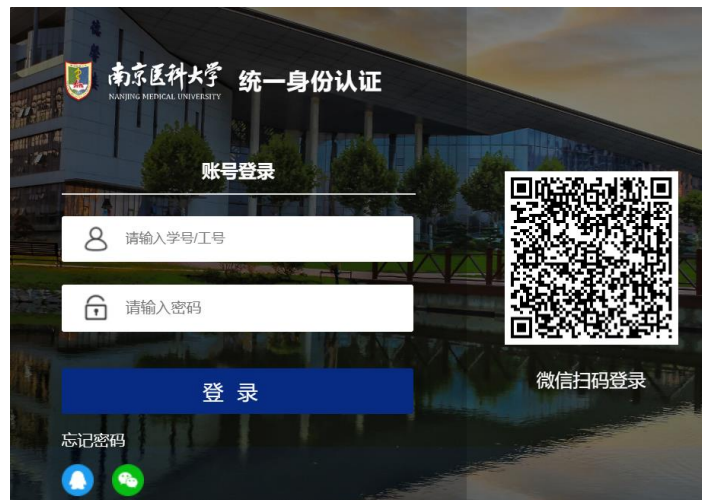 南京医科大学 统一身份认证
NANJING MEDICAL UNIVERSITY
账号登录
请输入学号/工号
请输入密码
登 录
忘记密码
微信扫码登录